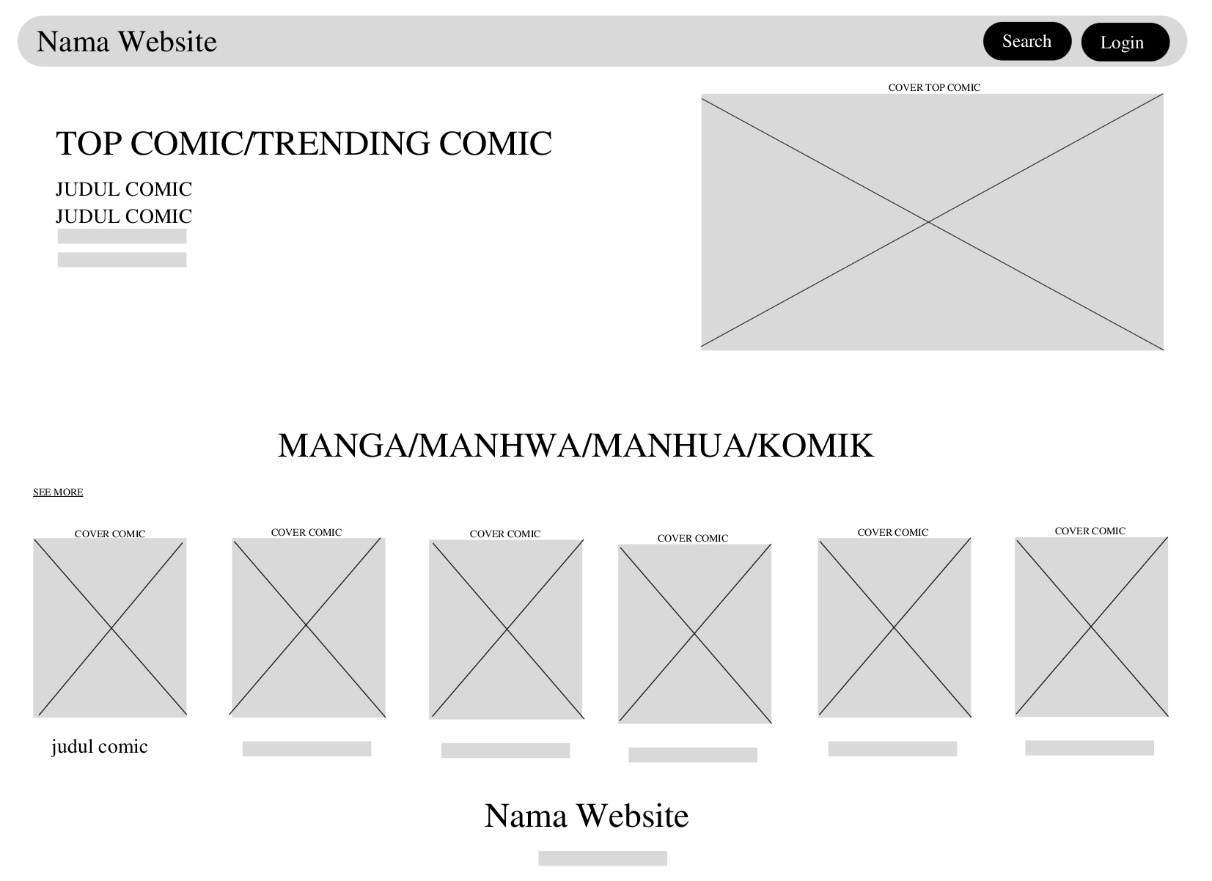 Nama Website
Search
Login
COVER TOP COMIC
TOP COMIC/TRENDING COMIC
JUDUL COMIC
JUDUL COMIC
MANGA/MANHWA/MANHUA/KOMIK
SEE MORE
COVER COMIC
COVER COMIC
COVER COMIC
COVER COMIC
COVER COMIC
COVER COMIC
judul comic
Nama Website